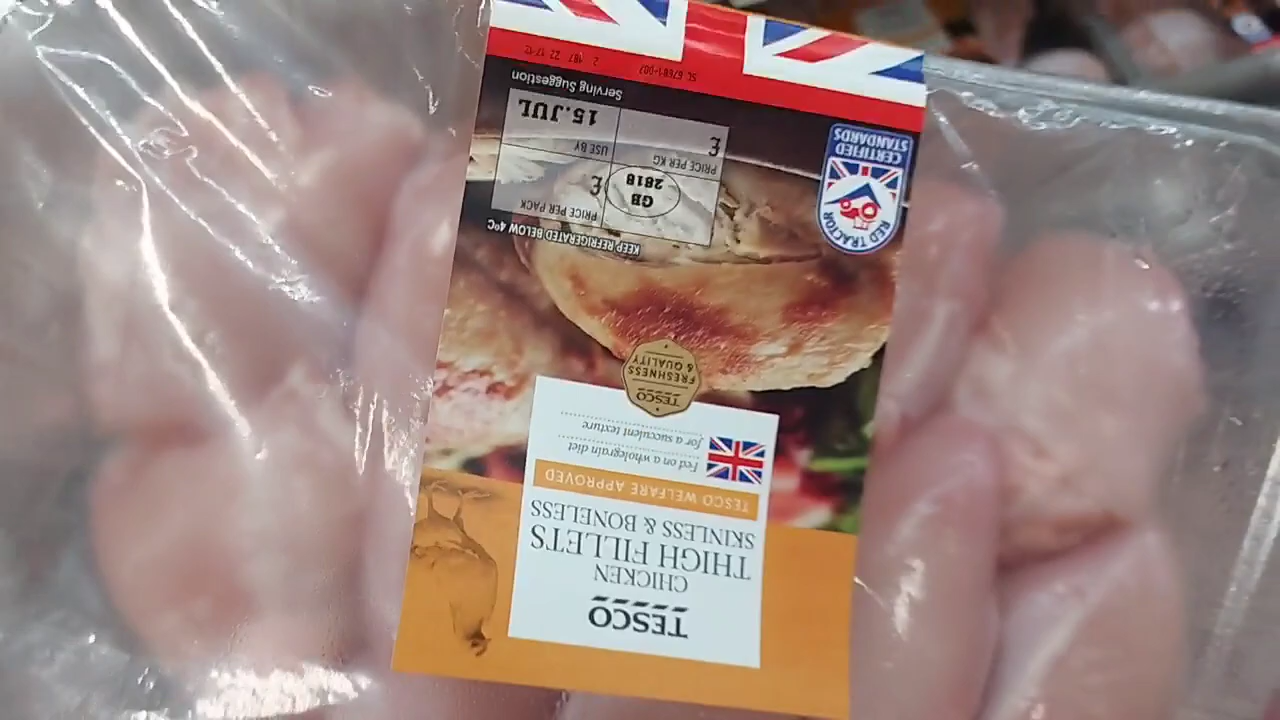 TESCO
CHICKEN
THIGH FILLETS
SKINLESS & BONELESS
TESCO WELFARE APPROVED
Fed on a wholegrain diet
for a succulent texture
TESCO
FRESHNESS
& QUALITY
KEEP REFRIGERATED BELOW 4°C
PRICE PER PACK
£
GB
2818
USE BY
15.JUL
PRICE PER KG
£
Serving Suggestion
RED TRACTOR
CERTIFIED
STANDARDS